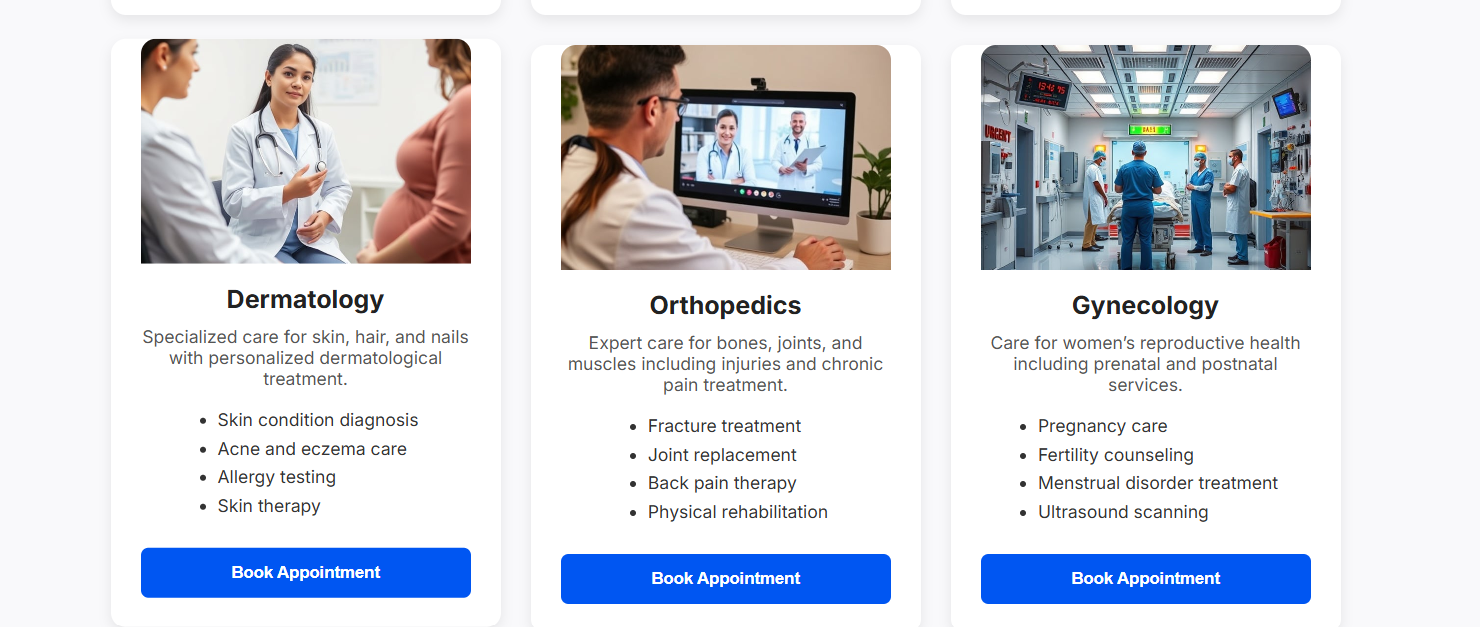 URGENCT
Dermatology
Specialized care for skin, hair, and nails
with personalized dermatological
treatment.
• Skin condition diagnosis
• Acne and eczema care
• Allergy testing
• Skin therapy
Book Appointment
Orthopedics
Expert care for bones, joints, and
muscles including injuries and chronic
pain treatment.
• Fracture treatment
• Joint replacement
• Back pain therapy
• Physical rehabilitation
Book Appointment
Gynecology
Care for women’s reproductive health
including prenatal and postnatal
services.
• Pregnancy care
• Fertility counseling
• Menstrual disorder treatment
• Ultrasound scanning
Book Appointment